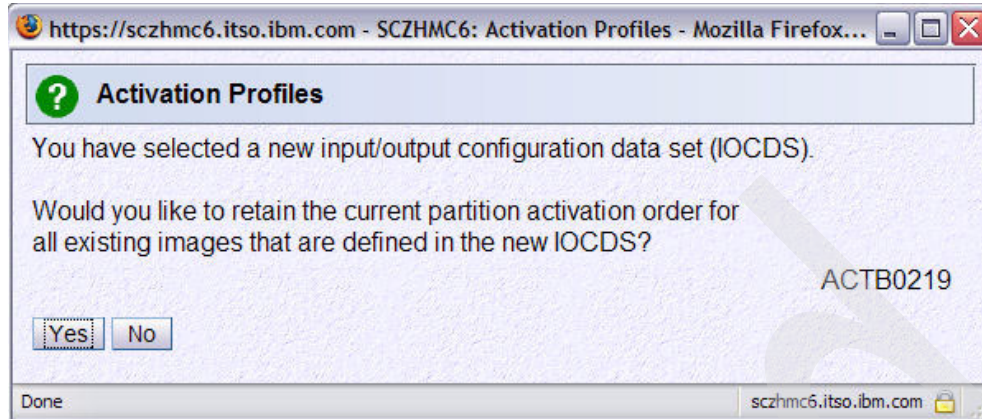 https://sczhmc6.itso.ibm.com - SCZHMC6: Activation Profiles - Mozilla Firefox...
Activation Profiles
You have selected a new input/output configuration data set (IOCDS).
Would you like to retain the current partition activation order for
all existing images that are defined in the new IOCDS?
ACTB0219
Yes No
Done sczhmc6.itso.ibm.com